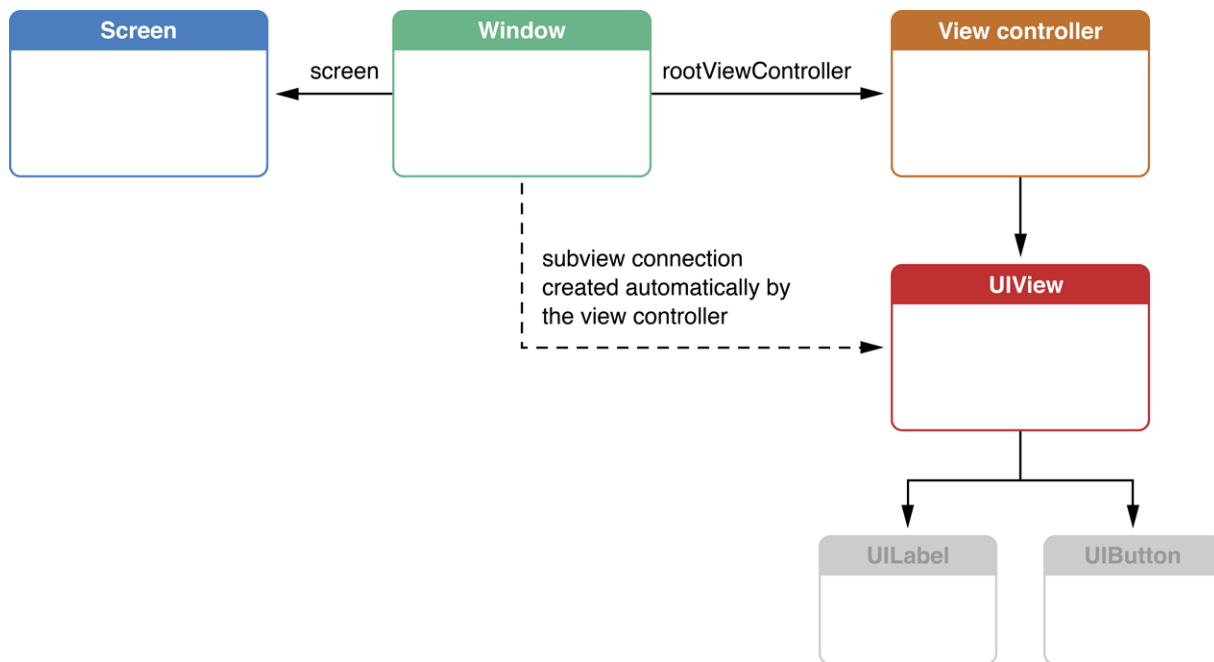 Screen
Window
View controller
screen
rootViewController
subview connection
created automatically by
the view controller
UIView
UILabel
UIButton